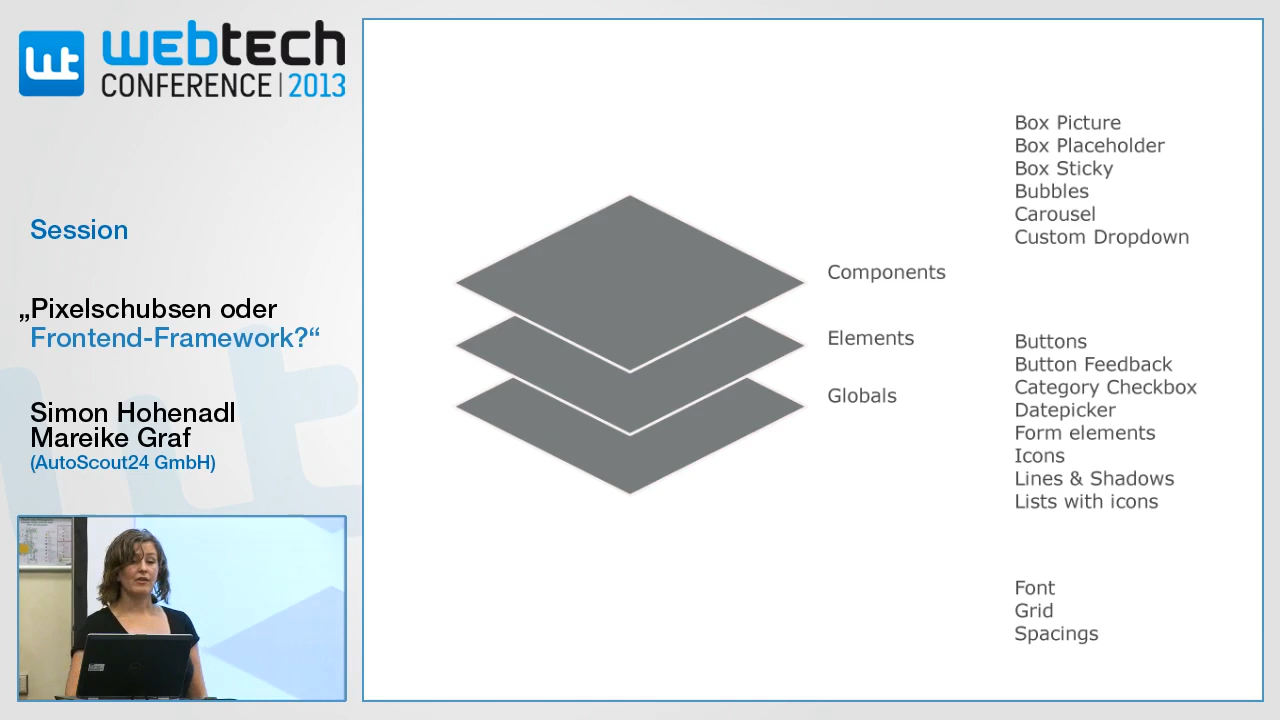 wt webtech
CONFERENCE | 2013
Session
„Pixelschubsen oder
Frontend-Framework?“
Simon Hohenadl
Mareike Graf
(AutoScout24 GmbH)
Components
Elements
Globals
Box Picture
Box Placeholder
Box Sticky
Bubbles
Carousel
Custom Dropdown
Buttons
Button Feedback
Category Checkbox
Datepicker
Form elements
Icons
Lines & Shadows
Lists with icons
Font
Grid
Spacings